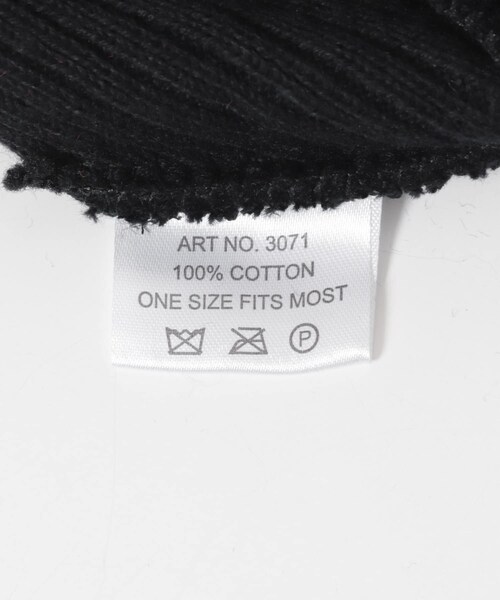 ART NO. 3071
100% COTTON
ONE SIZE FITS MOST
P